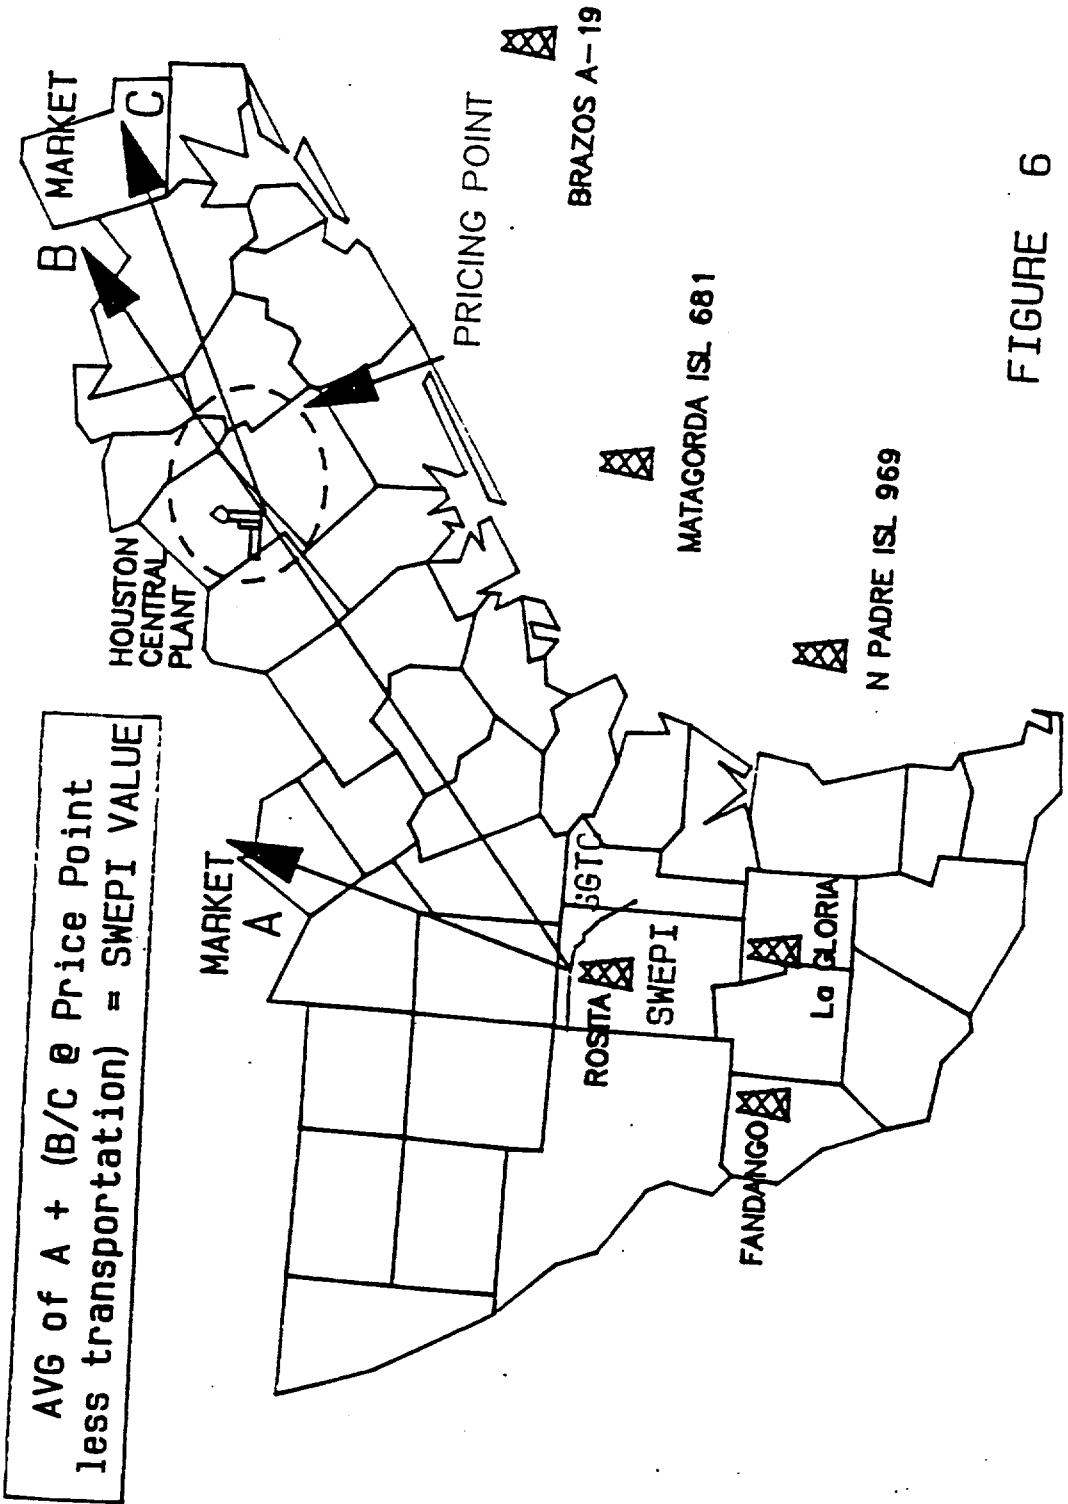 AVG of A + (B/C @ Price Point
less transportation) = SWEPI VALUE
MARKET
A
HOUSTON
CENTRAL
PLANT
B
MARKET
C
PRICING POINT
BRAZOS A-19
MATAGORDA ISL 681
N PADRE ISL 969
ROSITA
SWEPI
GTC
FANDANGO
La GLORIA
FIGURE 6